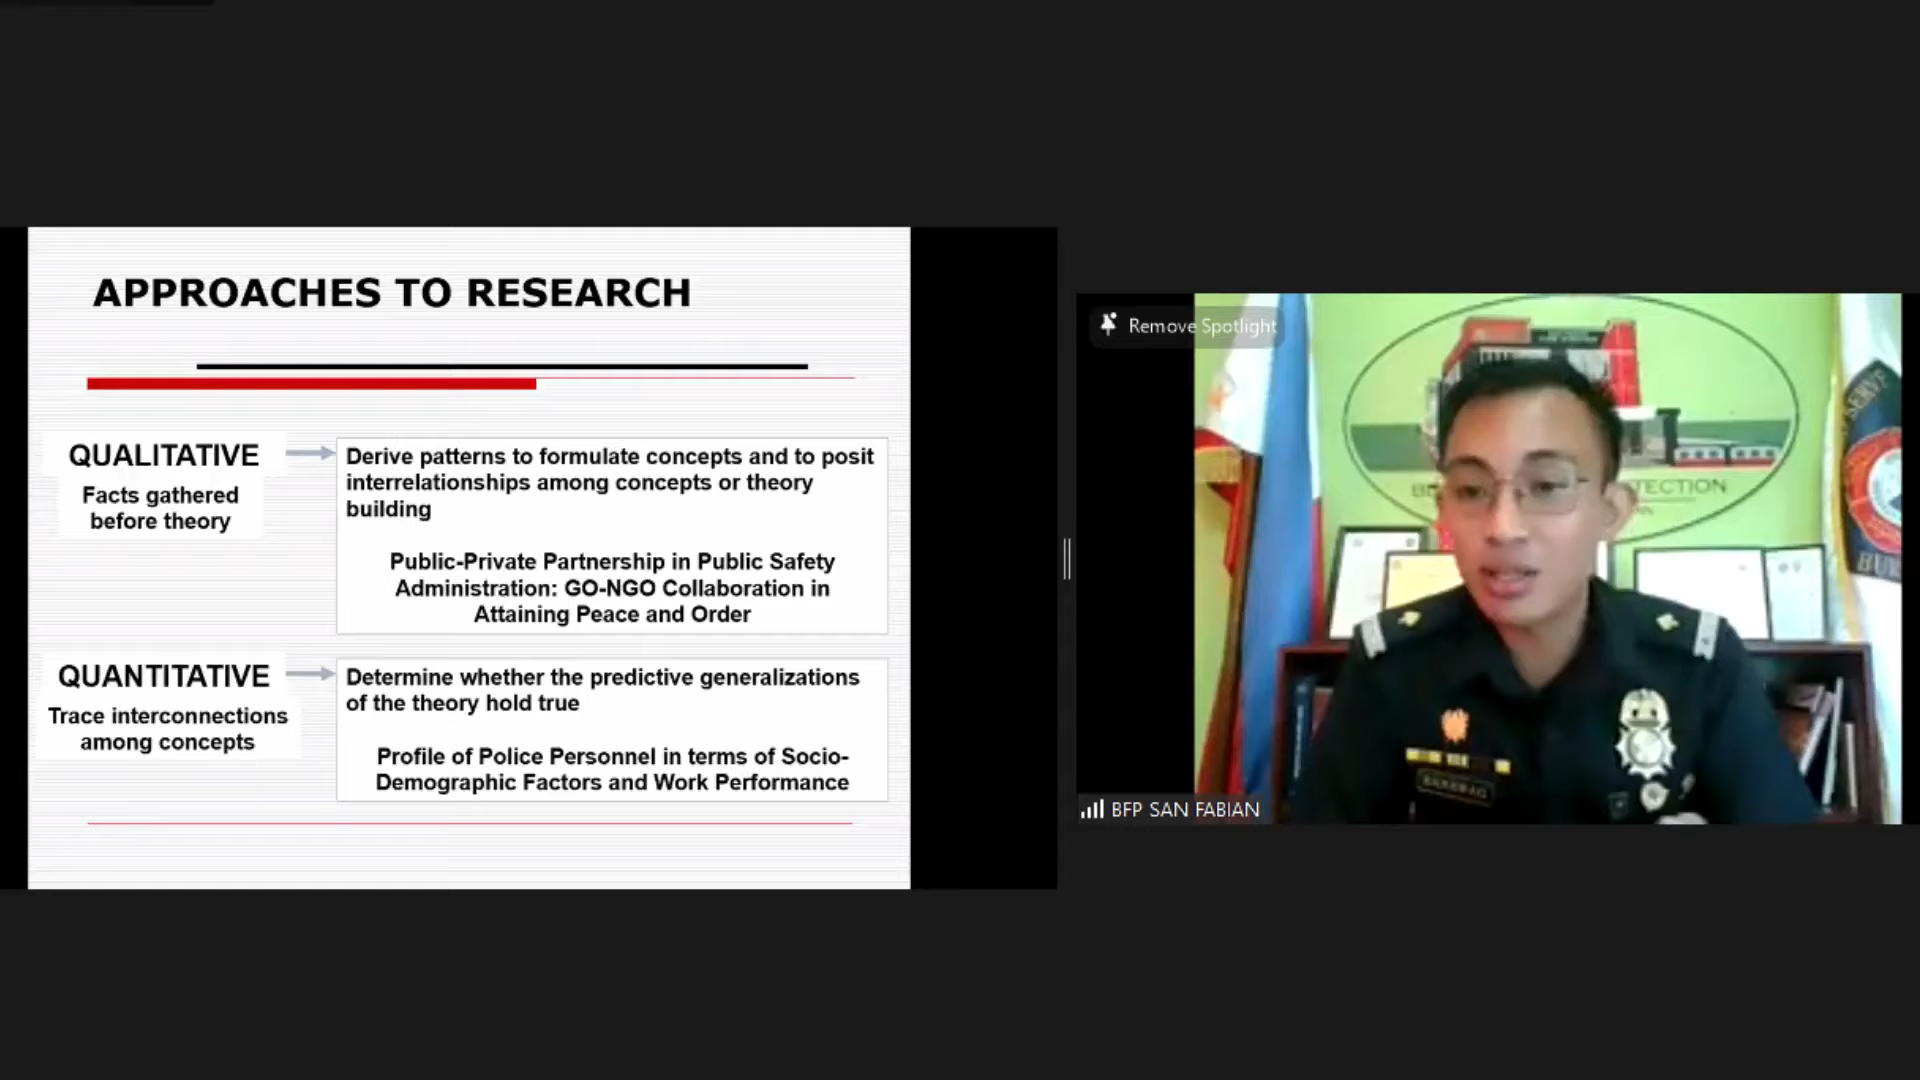 APPROACHES TO RESEARCH
QUALITATIVE
Facts gathered
before theory
Derive patterns to formulate concepts and to posit
interrelationships among concepts or theory
building
Public-Private Partnership in Public Safety
Administration: GO-NGO Collaboration in
Attaining Peace and Order
QUANTITATIVE
Trace interconnections
among concepts
Determine whether the predictive generalizations
of the theory hold true
Profile of Police Personnel in terms of Socio-
Demographic Factors and Work Performance
Remove Spotlight
SERVE
BFP SAN FABIAN